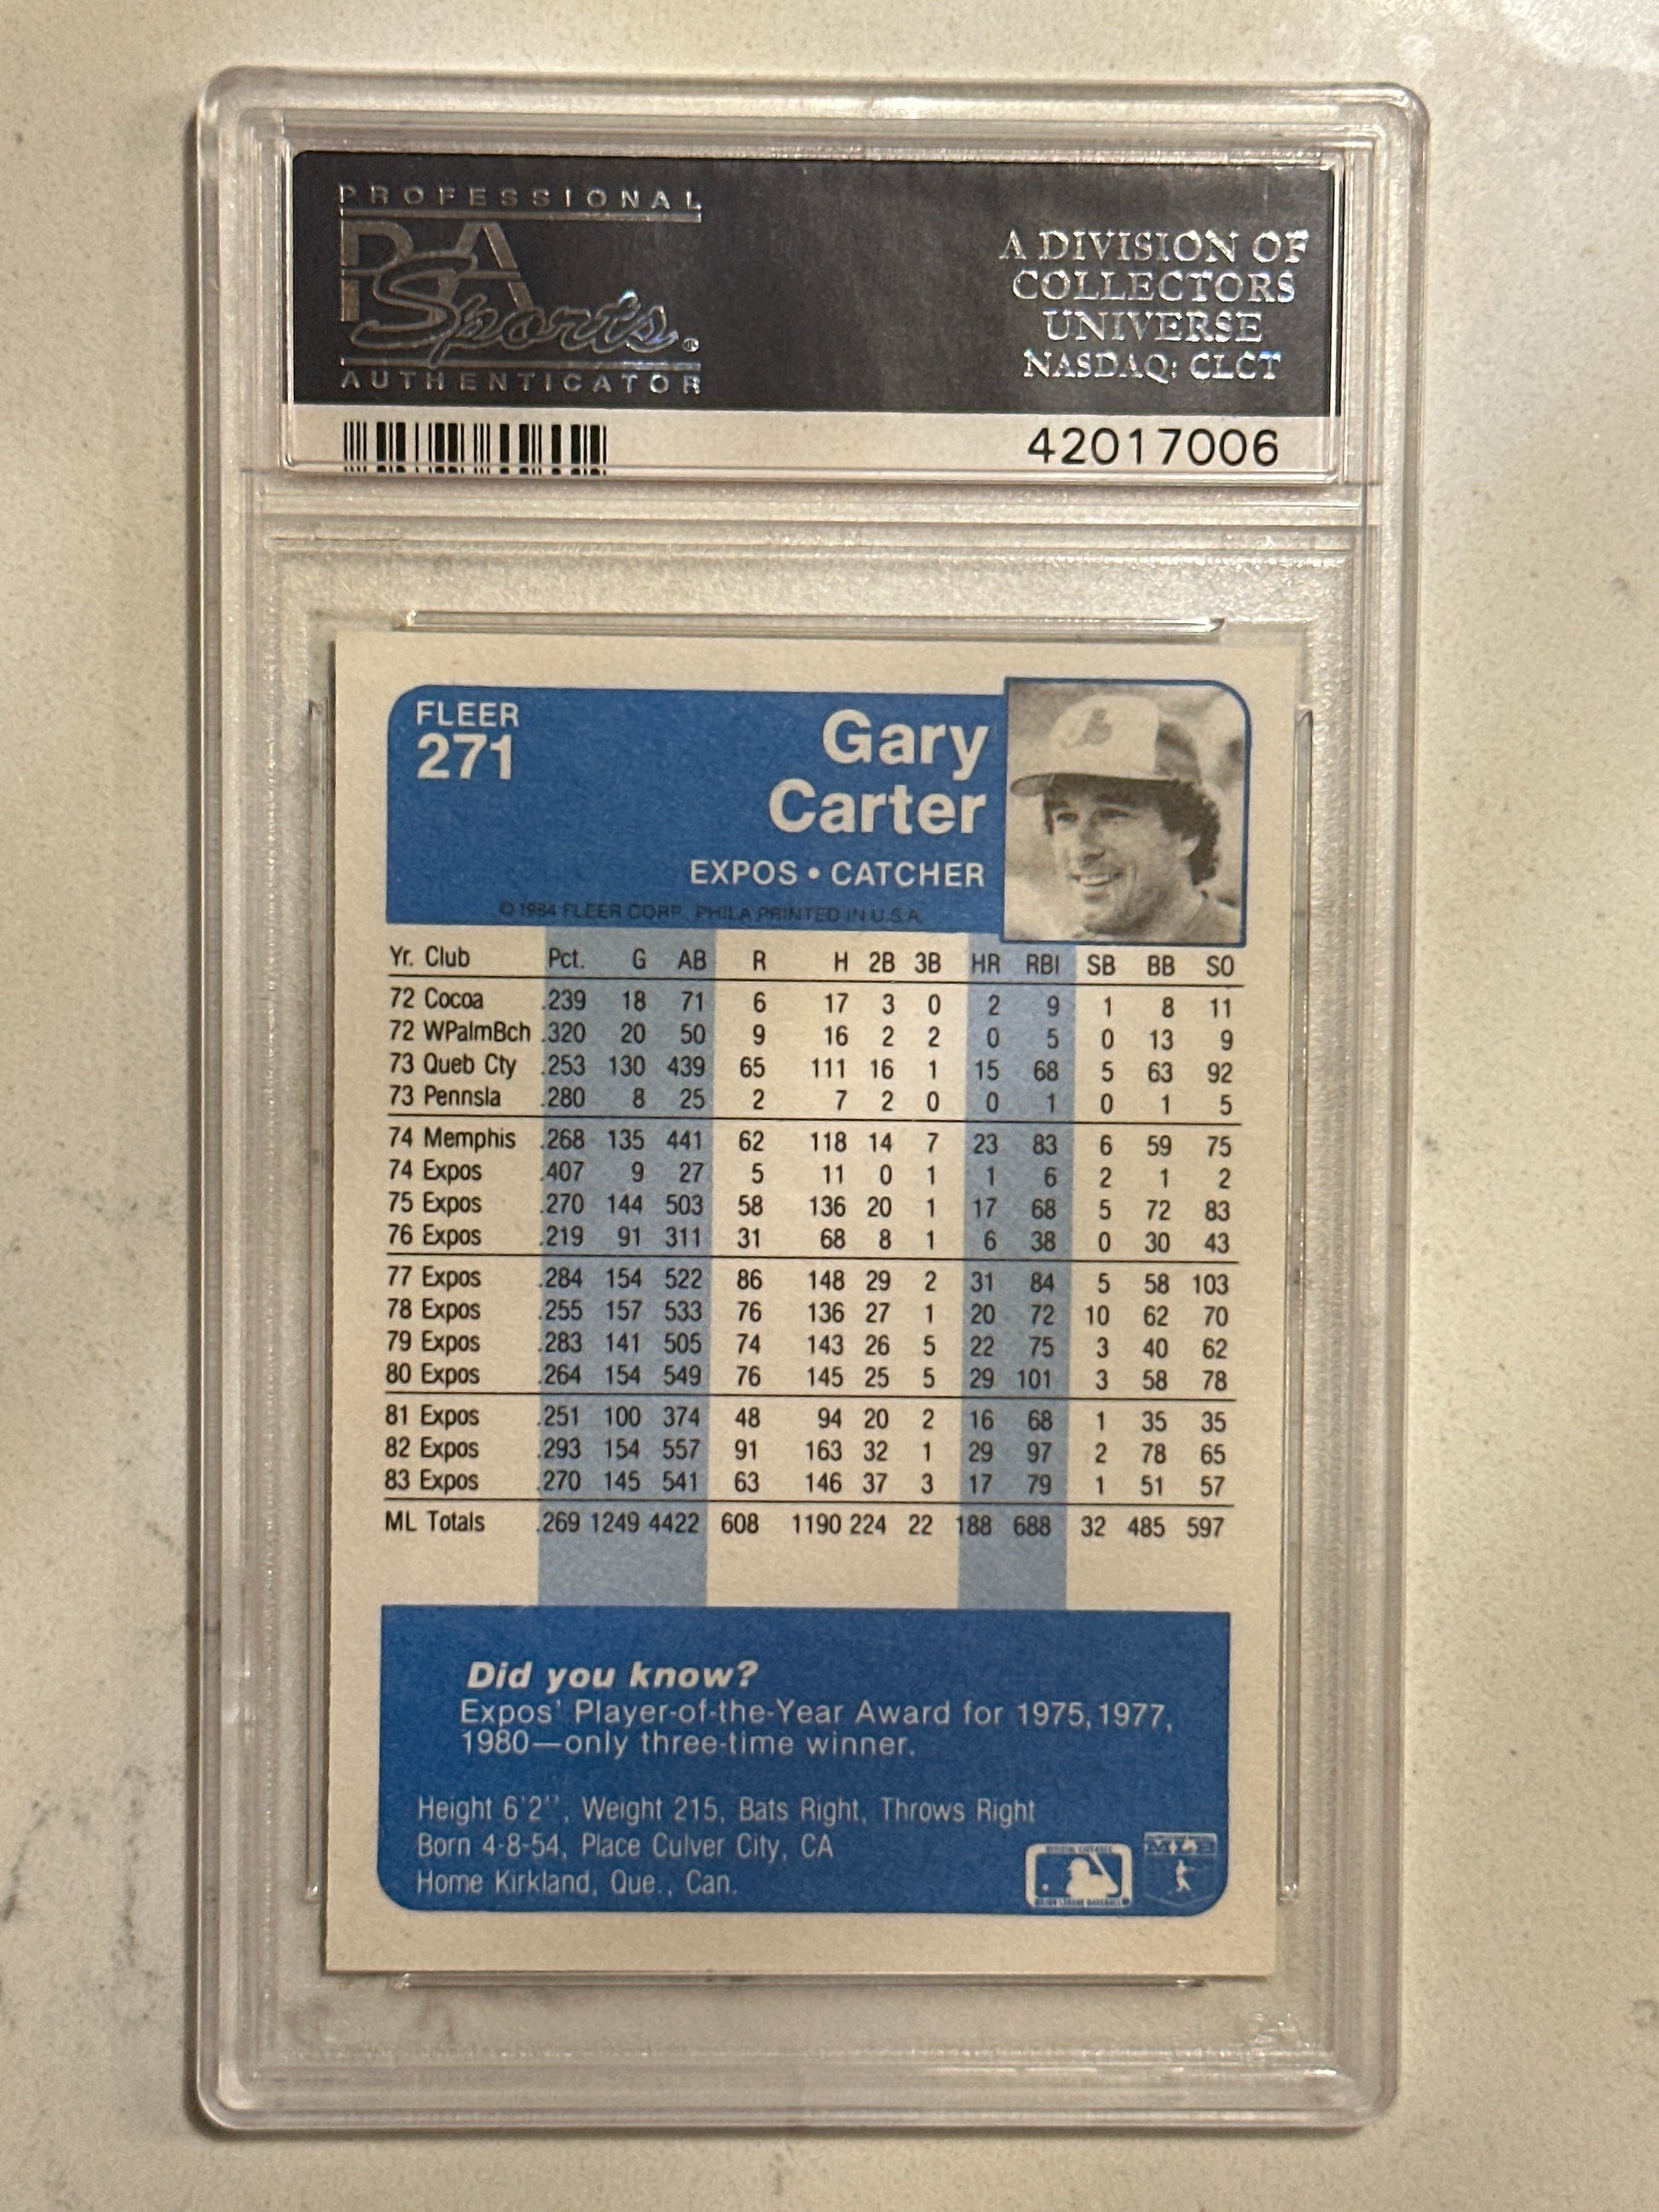 PROFESSIONAL
PSA
Sports®
AUTHENTICATOR
A DIVISION OF
COLLECTORS
UNIVERSE
NASDAQ: CLCT
42017006
FLEER
271
Gary
Carter
EXPOS • CATCHER
© 1984 FLEER CORP. PHILA PRINTED IN U.S.A.
Yr. Club Pct. G AB R H 2B 3B HR RBI SB BB SO
72 Cocoa .239 18 71 6 17 3 0 2 9 1 8 11
72 WPalmBch .320 20 50 9 16 2 2 0 5 0 13 9
73 Queb Cty .253 130 439 65 111 16 1 15 68 5 63 92
73 Pennsla .280 8 25 2 7 2 0 0 1 0 1 5
74 Memphis .268 135 441 62 118 14 7 23 83 6 59 75
74 Expos .407 9 27 5 11 0 1 1 6 2 1 2
75 Expos .270 144 503 58 136 20 1 17 68 5 72 83
76 Expos .219 91 311 31 68 8 1 6 38 0 30 43
77 Expos .284 154 522 86 148 29 2 31 84 5 58 103
78 Expos .255 157 533 76 136 27 1 20 72 10 62 70
79 Expos .283 141 505 74 143 26 5 22 75 3 40 62
80 Expos .264 154 549 76 145 25 5 29 101 3 58 78
81 Expos .251 100 374 48 94 20 2 16 68 1 35 35
82 Expos .293 154 557 91 163 32 1 29 97 2 78 65
83 Expos .270 145 541 63 146 37 3 17 79 1 51 57
ML Totals .269 1249 4422 608 1190 224 22 188 688 32 485 597
Did you know?
Expos' Player-of-the-Year Award for 1975, 1977,
1980—only three-time winner.
Height 6'2'', Weight 215, Bats Right, Throws Right
Born 4-8-54, Place Culver City, CA
Home Kirkland, Que., Can.
MAJOR LEAGUE BASEBALL